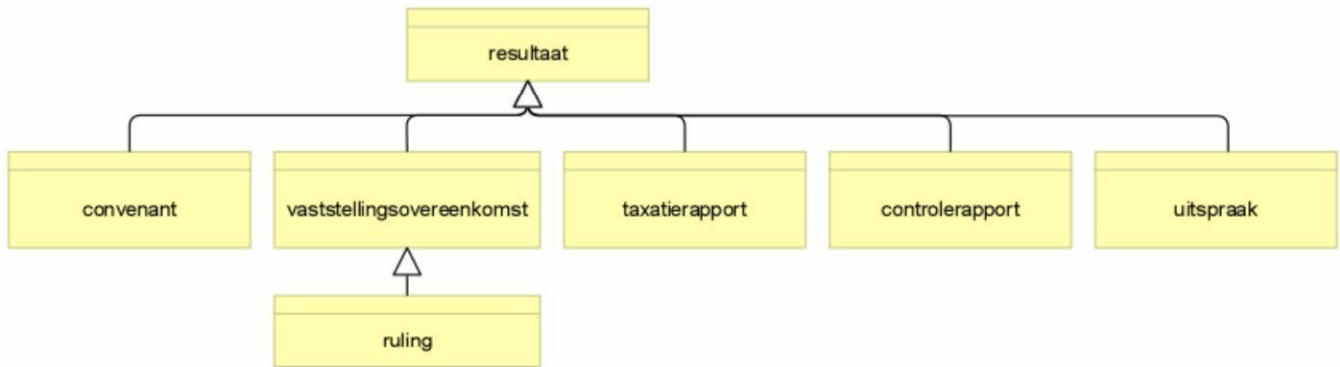 resultaat
convenant
vaststellingsovereenkomst
taxatierapport
controlerapport
uitspraak
ruling